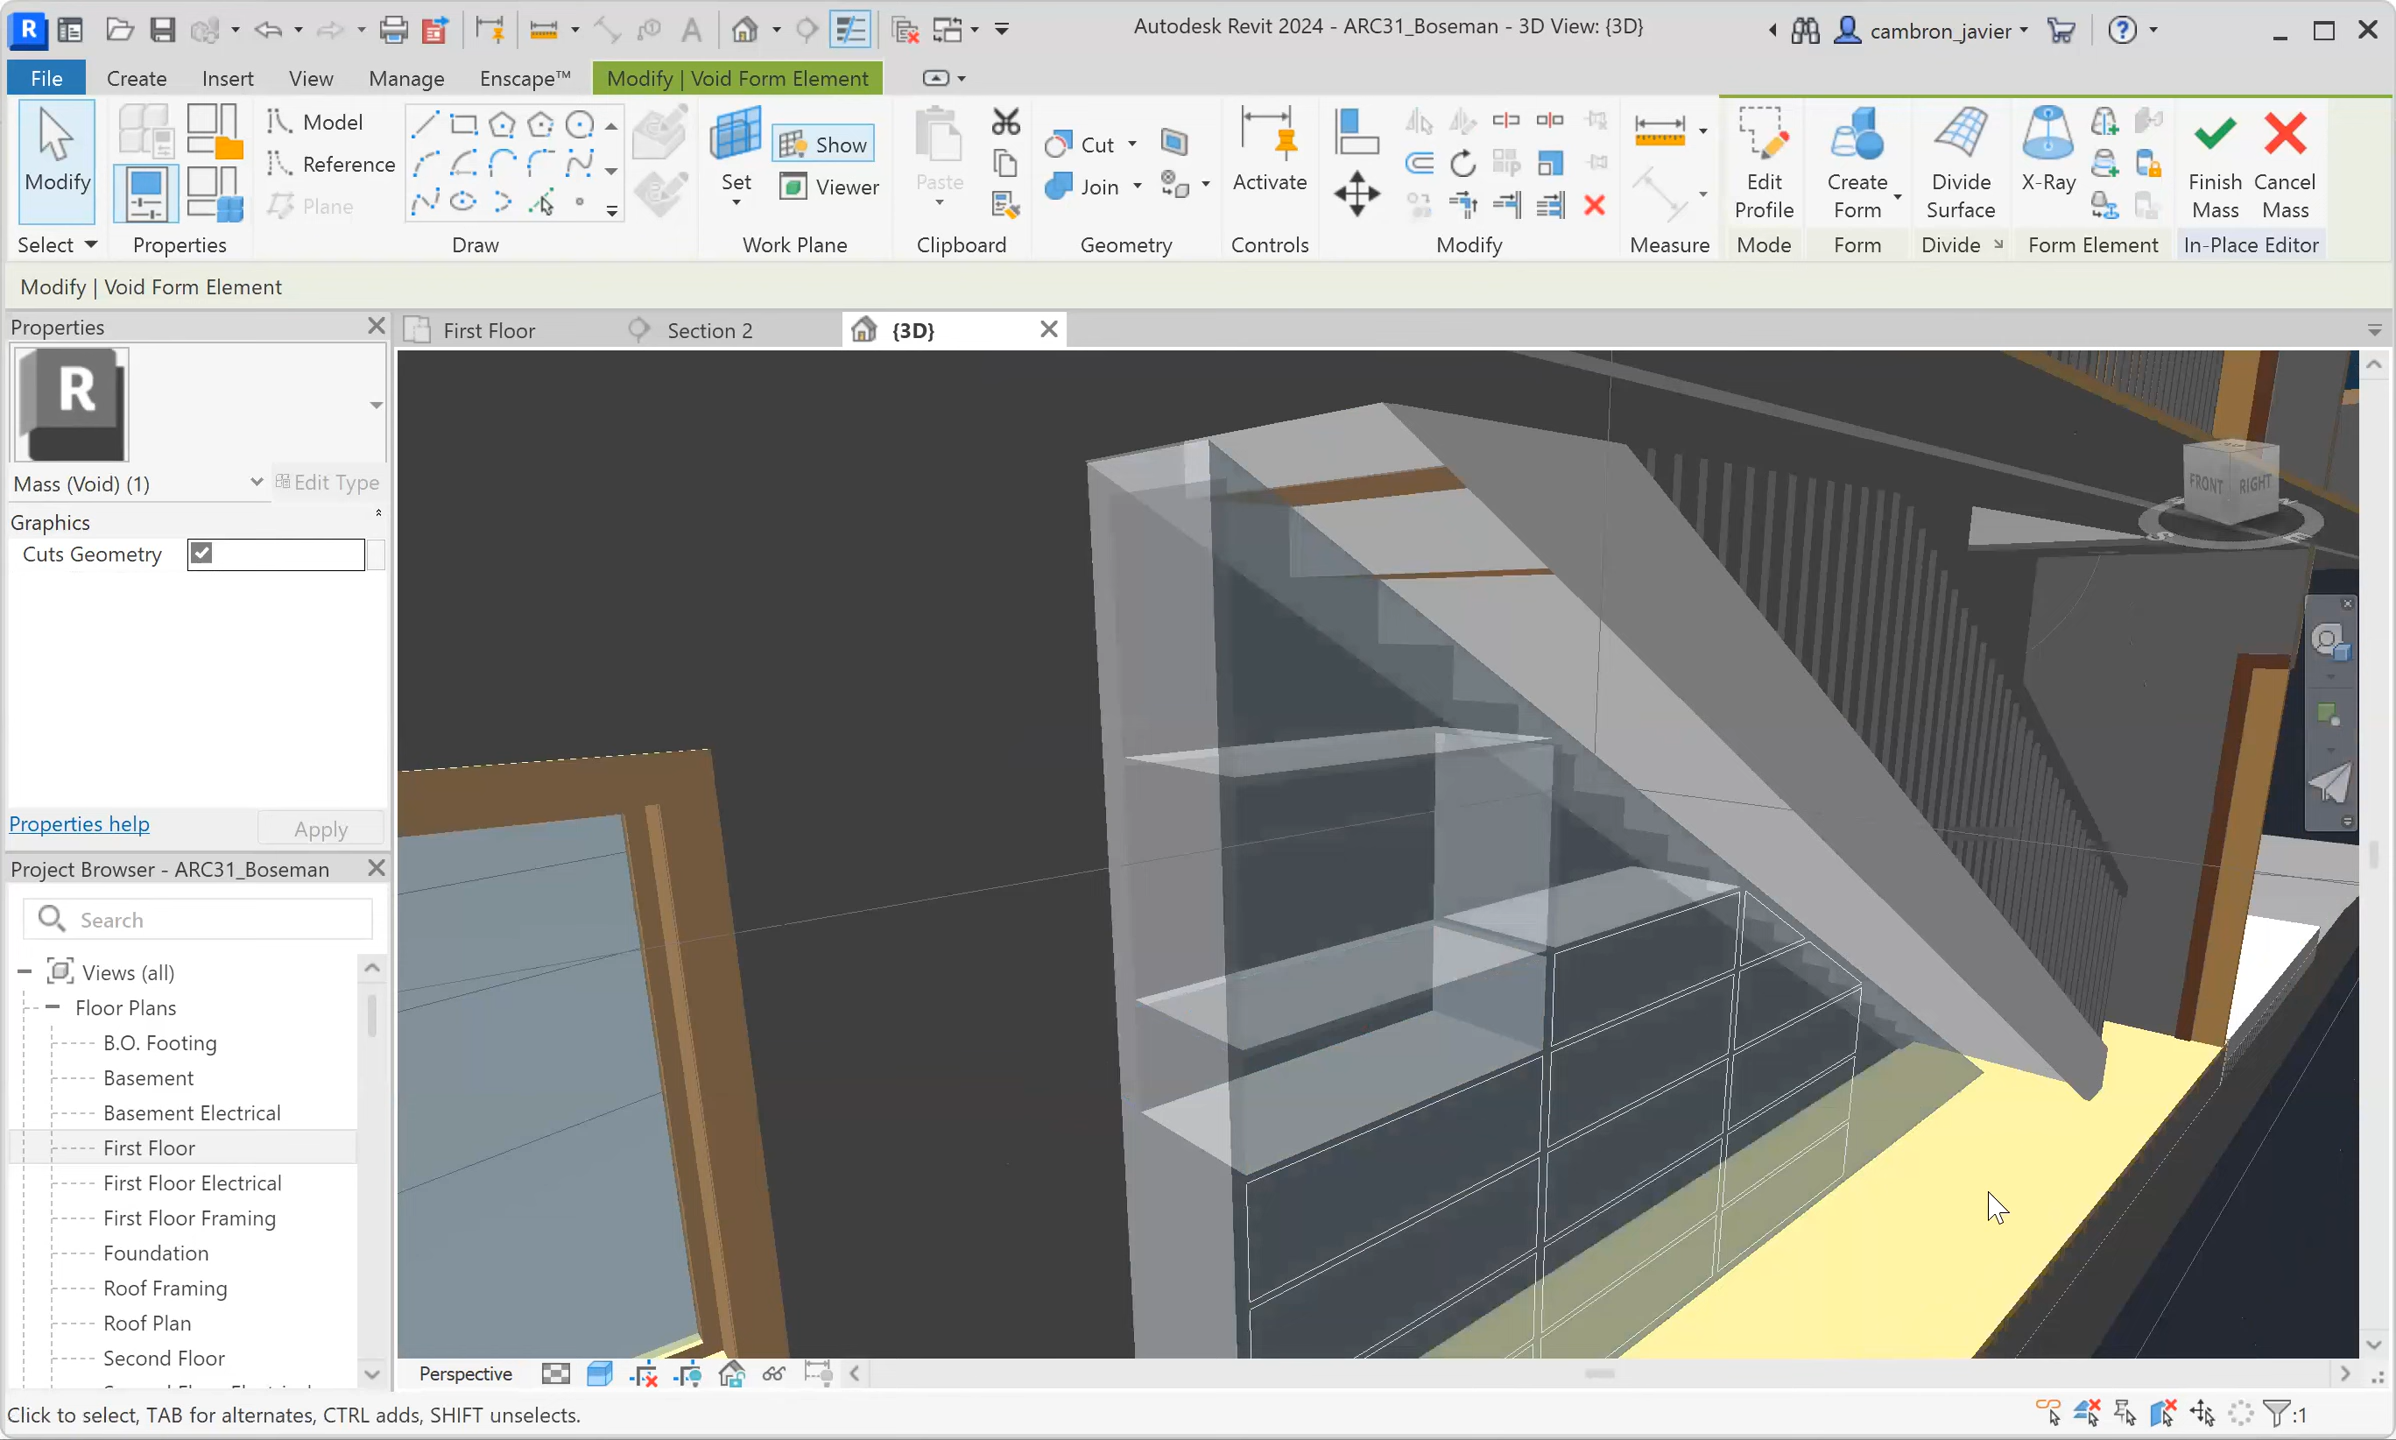 R
Autodesk Revit 2024 - ARC31_Boseman - 3D View: {3D}
cambron_javier
File
Create
Insert
View
Manage
Enscape™
Modify | Void Form Element
Modify
Select
Properties
Model
Reference
Plane
Draw
Set
Show
Viewer
Work Plane
Paste
Clipboard
Cut
Join
Geometry
Activate
Controls
Modify
Measure
Edit Profile
Mode
Create Form
Form
Divide Surface
Divide
X-Ray
Form Element
Finish Mass
Cancel Mass
In-Place Editor
Modify | Void Form Element
Properties
R
Mass (Void) (1)
Edit Type
Graphics
Cuts Geometry
Properties help
Apply
Project Browser - ARC31_Boseman
Search
Views (all)
Floor Plans
B.O. Footing
Basement
Basement Electrical
First Floor
First Floor Electrical
First Floor Framing
Foundation
Roof Framing
Roof Plan
Second Floor
First Floor
Section 2
{3D}
FRONT
RIGHT
Perspective
Click to select, TAB for alternates, CTRL adds, SHIFT unselects.
:1